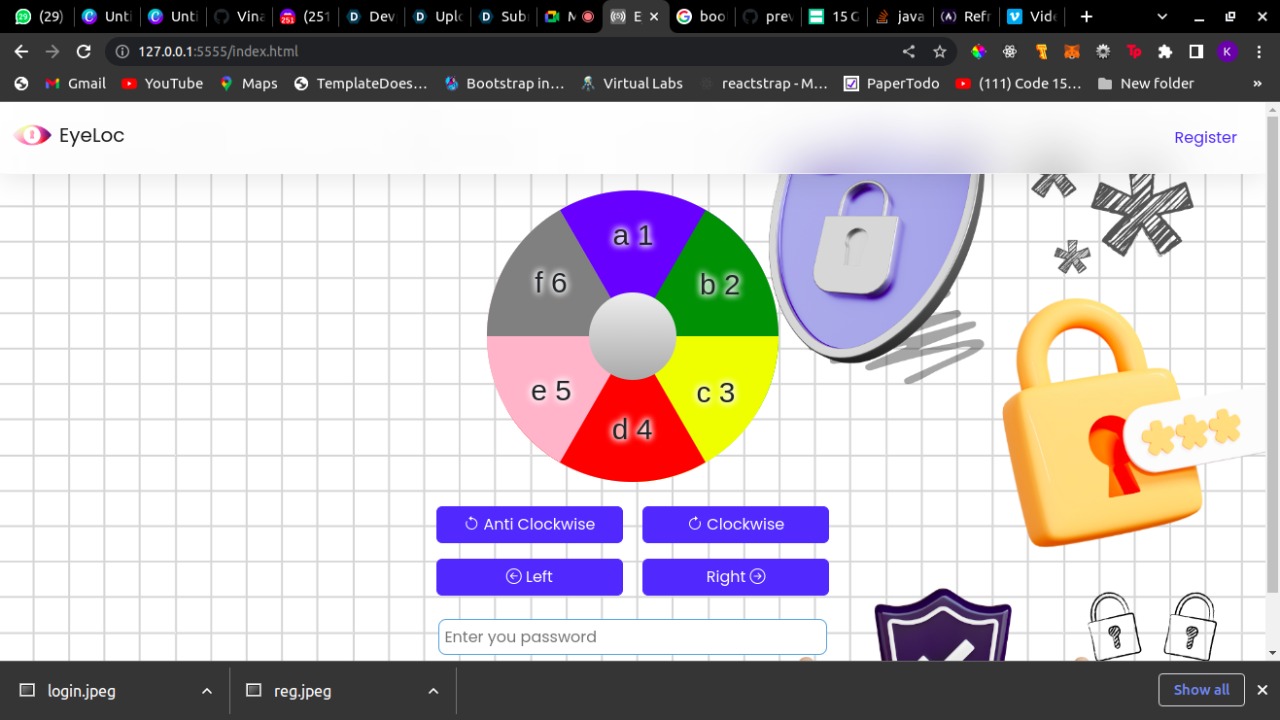 (29) Unti Unti Vina (251 Dev Uplo Sub M E boo prev 15 G java Refr Vide
127.0.0.1:5555/index.html
Gmail YouTube Maps TemplateDoes… Bootstrap in… Virtual Labs reactstrap - M… PaperTodo (111) Code 15… New folder »
EyeLoc Register
a 1
f 6 b 2
e 5 c 3
d 4
Anti Clockwise Clockwise
Left Right
Enter you password
login.jpeg reg.jpeg Show all